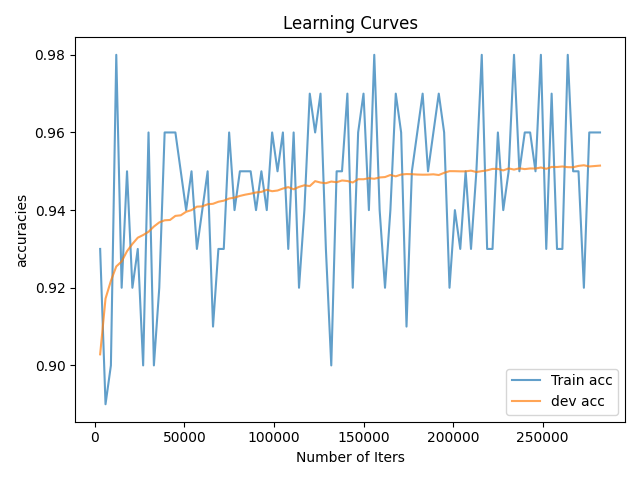 Learning Curves
0.98
0.96
0.94
0.92
0.90
accuracies
0
50000
100000
150000
200000
250000
Number of Iters
Train acc
dev acc